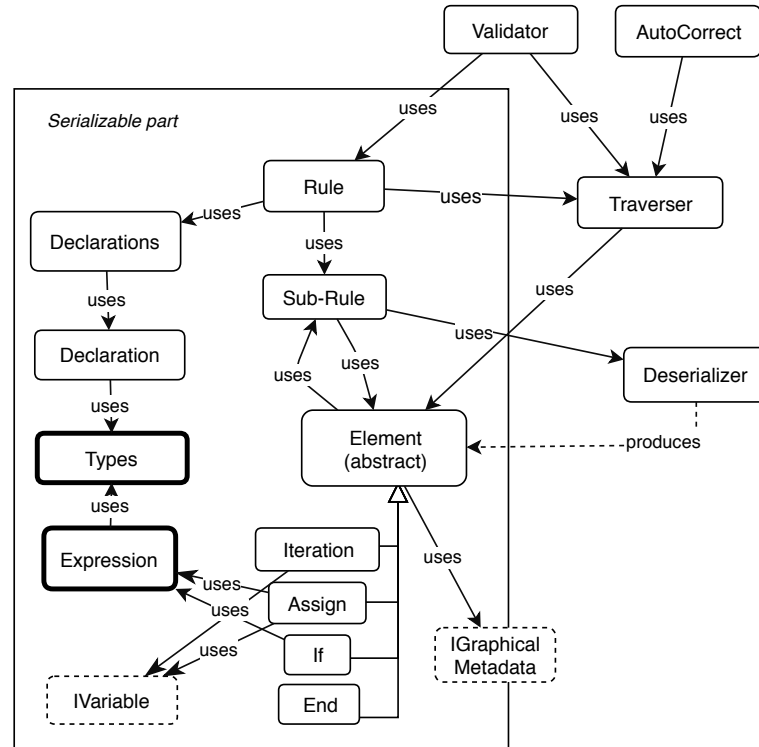 Validator
AutoCorrect
uses
uses
uses
Serializable part
Rule
uses
Traverser
uses
Declarations
uses
uses
Sub-Rule
uses
uses
Declaration
uses
uses
Deserializer
uses
uses
Element
(abstract)
produces
Types
uses
Iteration
uses
Expression
uses
Assign
uses
uses
If
IGraphical
Metadata
IVariable
End